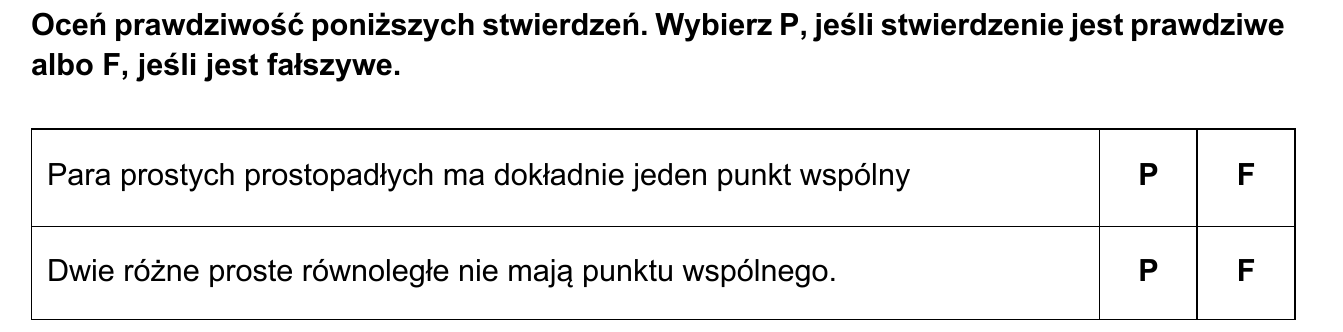 Oceń prawdziwość poniższych stwierdzeń. Wybierz P, jeśli stwierdzenie jest prawdziwe
albo F, jeśli jest fałszywe.
Para prostych prostopadłych ma dokładnie jeden punkt wspólny P F
Dwie różne proste równoległe nie mają punktu wspólnego. P F